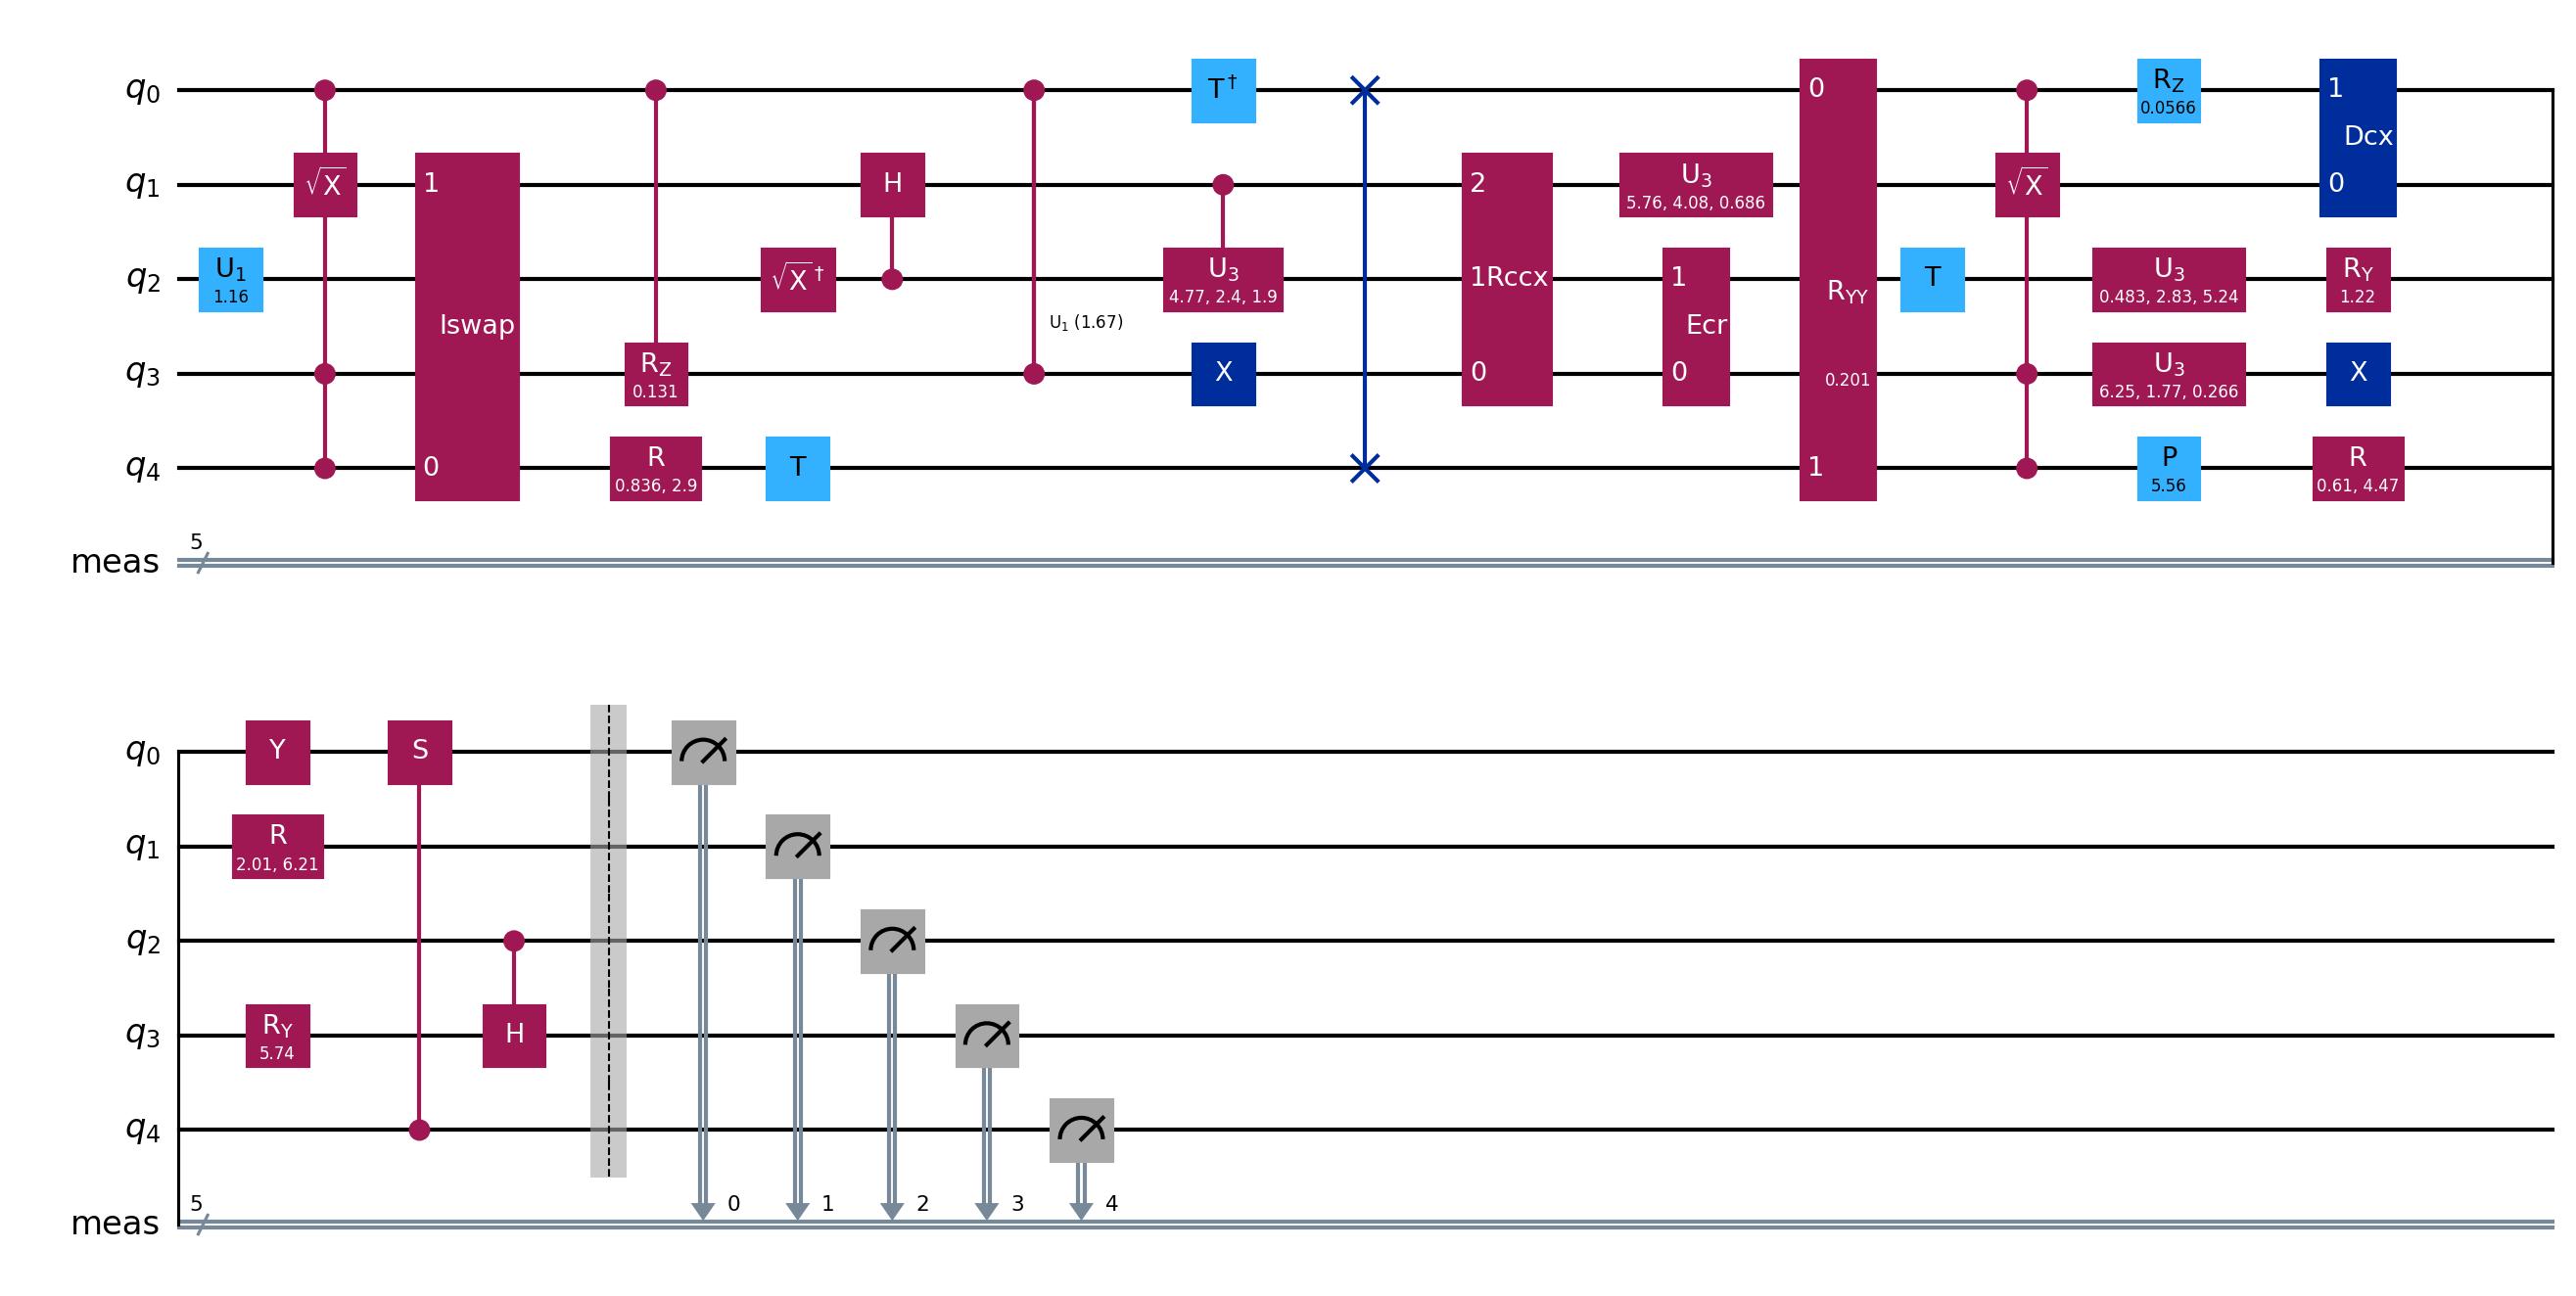 q0 T† RZ 1
0.0566
0 Dcx
q1 √X 1 H 2 U3 √X 0
5.76, 4.08, 0.686
q2 U1 √X† U3 1Rccx 1 T U3 RY
1.16 4.77, 2.4, 1.9 RYY 0.483, 2.83, 5.24 1.22
Iswap U1 (1.67) Ecr
q3 RZ X 0 0 U3 X
0.131 0.201 6.25, 1.77, 0.266
q4 0 R T 1 P R
0.836, 2.9 5.56 0.61, 4.47
5
meas
q0 Y S
q1 R
2.01, 6.21
q2
q3 RY H
5.74
q4
5 0 1 2 3 4
meas